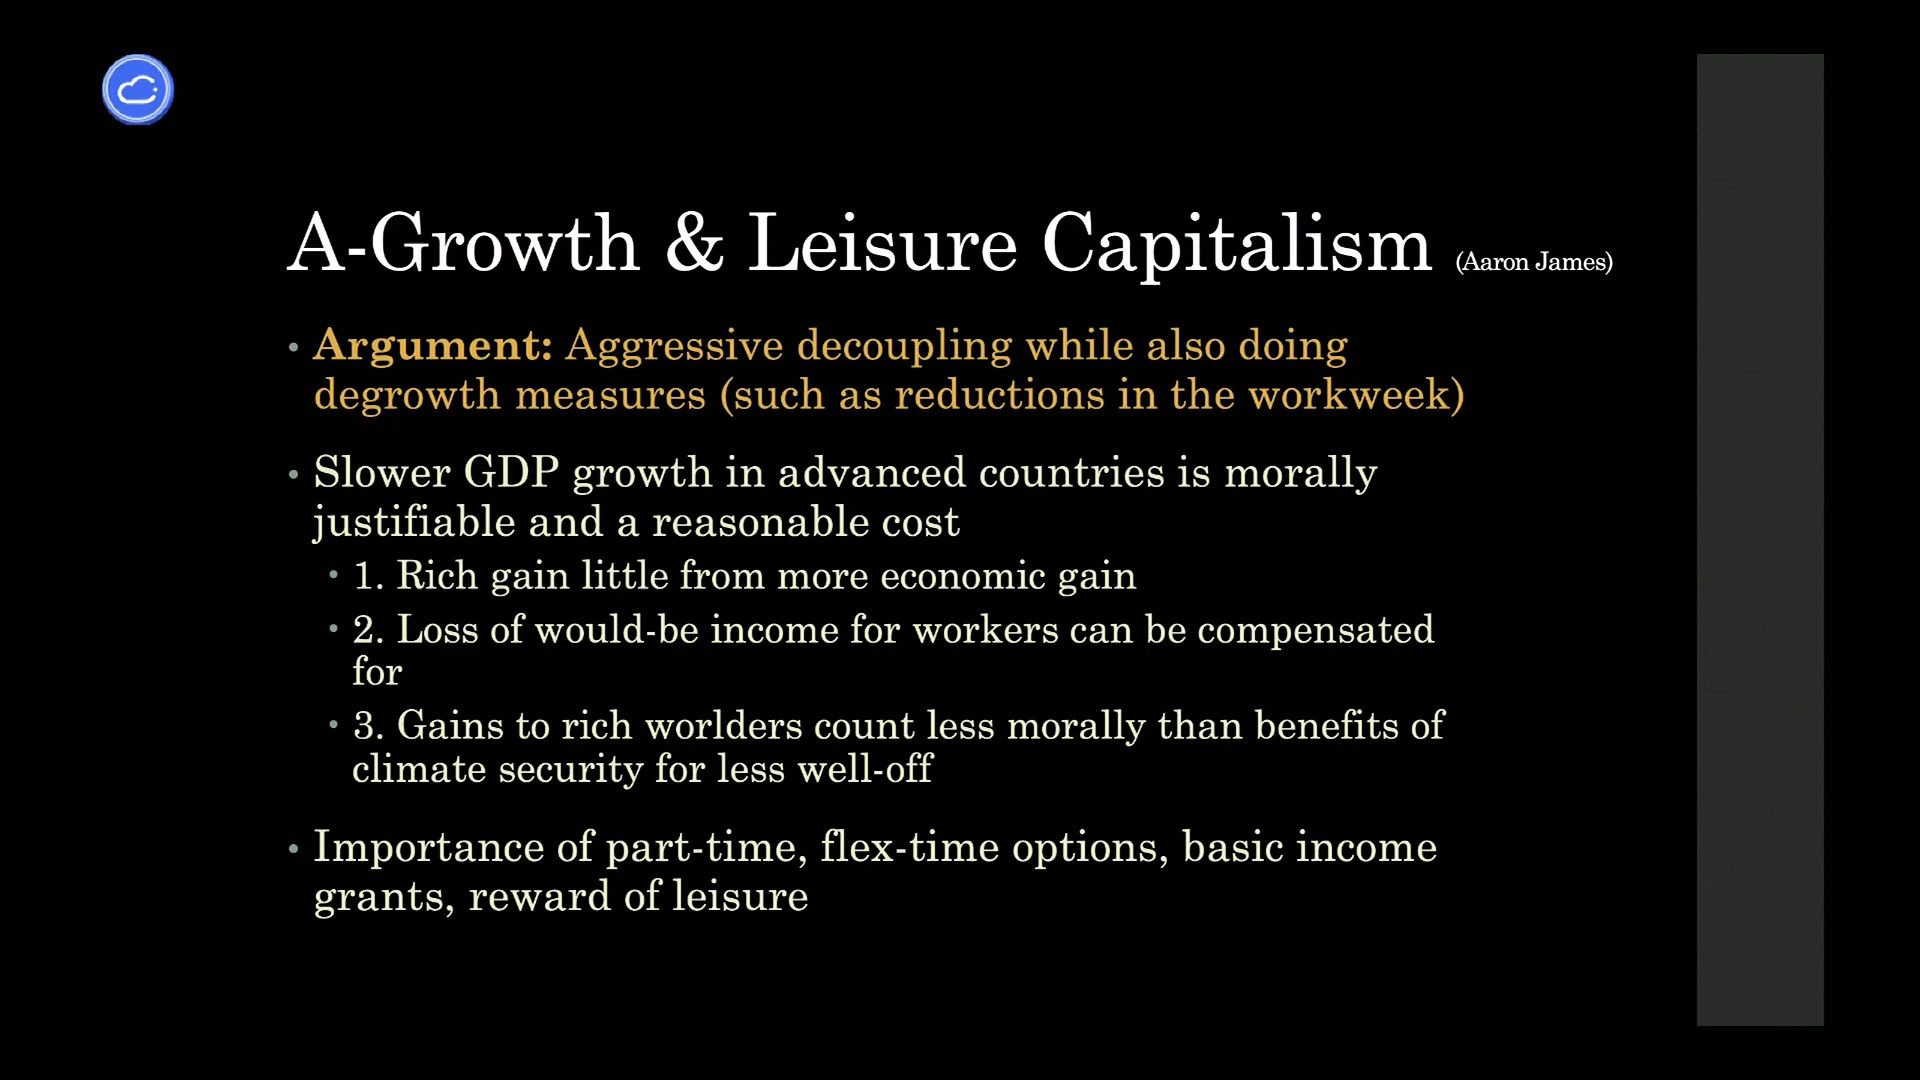 A-Growth & Leisure Capitalism (Aaron James)
• Argument: Aggressive decoupling while also doing
degrowth measures (such as reductions in the workweek)
• Slower GDP growth in advanced countries is morally
justifiable and a reasonable cost
• 1. Rich gain little from more economic gain
• 2. Loss of would-be income for workers can be compensated
for
• 3. Gains to rich worlders count less morally than benefits of
climate security for less well-off
• Importance of part-time, flex-time options, basic income
grants, reward of leisure